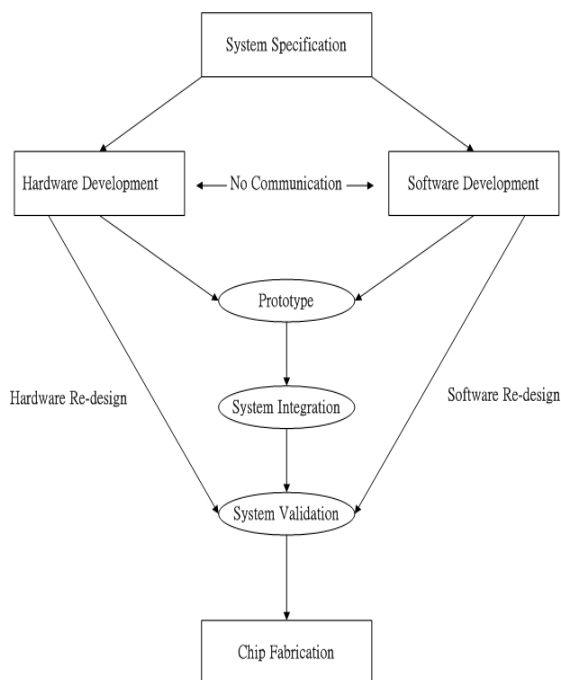 System Specification
Hardware Development
No Communication
Software Development
Prototype
Hardware Re-design
System Integration
Software Re-design
System Validation
Chip Fabrication